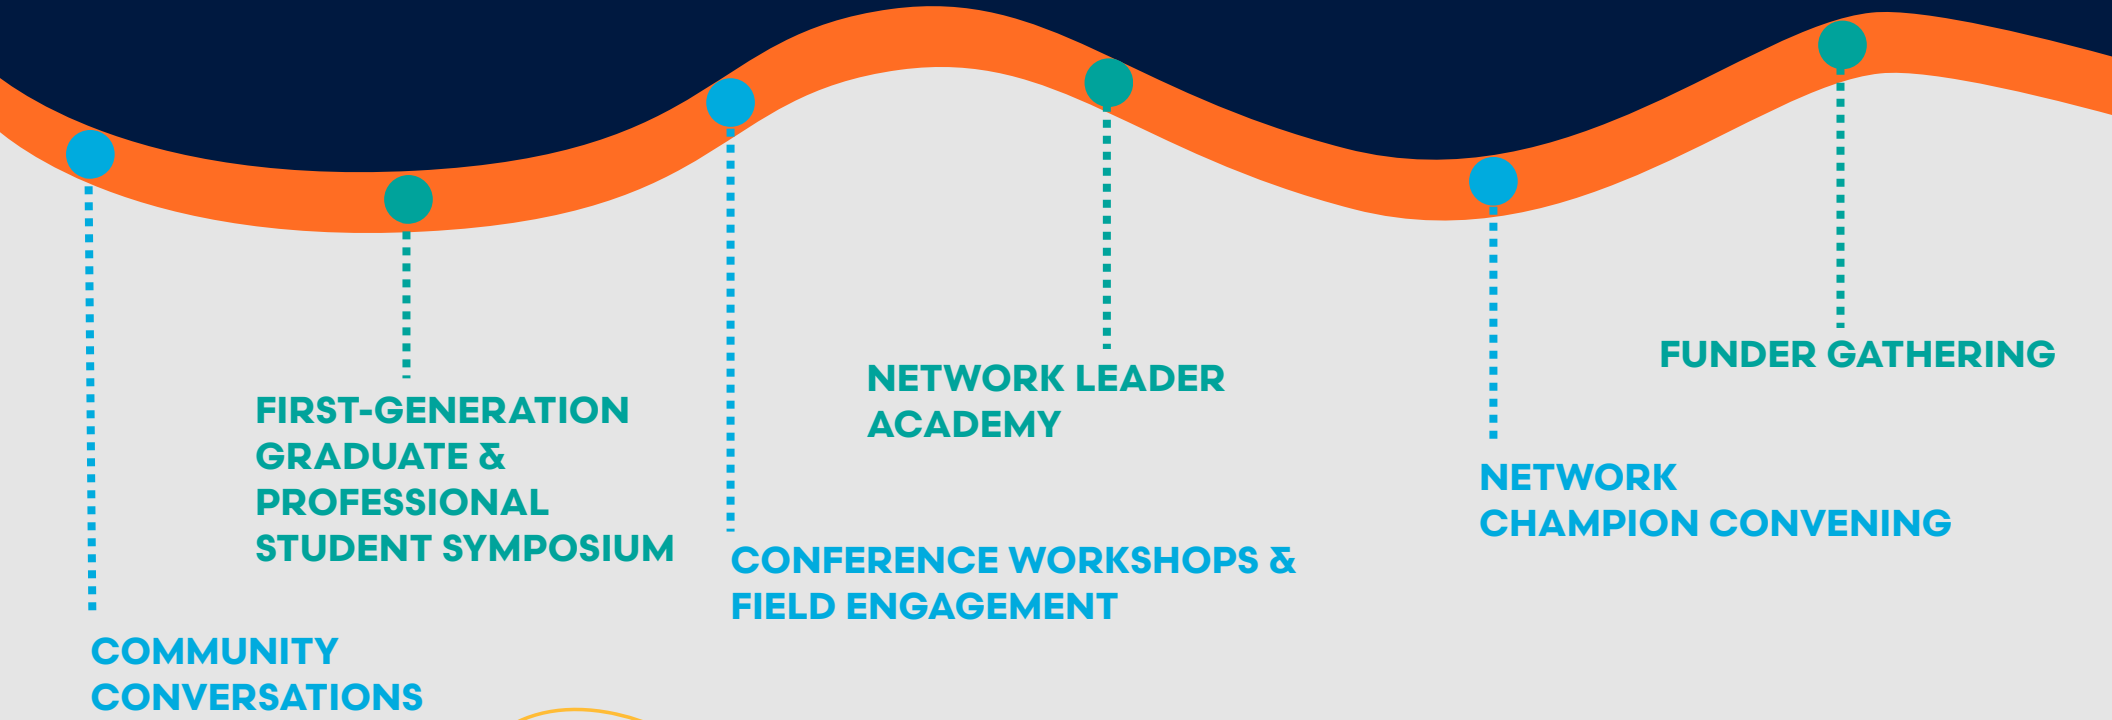 COMMUNITY
CONVERSATIONS
FIRST-GENERATION
GRADUATE &
PROFESSIONAL
STUDENT SYMPOSIUM
CONFERENCE WORKSHOPS &
FIELD ENGAGEMENT
NETWORK LEADER
ACADEMY
NETWORK
CHAMPION CONVENING
FUNDER GATHERING